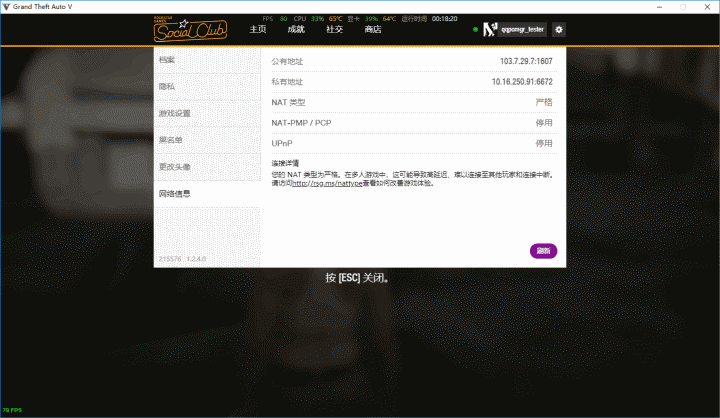 Grand Theft Auto V
FPS 80 CPU 33% 65℃ 显卡 39% 64℃ 运行时间 00:18:20
ROCKSTAR GAMES
Social Club
主页 成就 社交 商店
qqpcmgr_tester
档案
隐私
游戏设置
黑名单
更改头像
网络信息
215576 1.2.4.0
公有地址 103.7.29.7:1607
私有地址 10.16.250.91:6672
NAT 类型 严格
NAT-PMP / PCP 停用
UPnP 停用
连接详情
您的 NAT 类型为严格。在多人游戏中，这可能导致高延迟、难以连接至其他玩家和连接中断。
请访问http://rsg.ms/nattype查看如何改善游戏体验。
刷新
按 [ESC] 关闭。
79 FPS